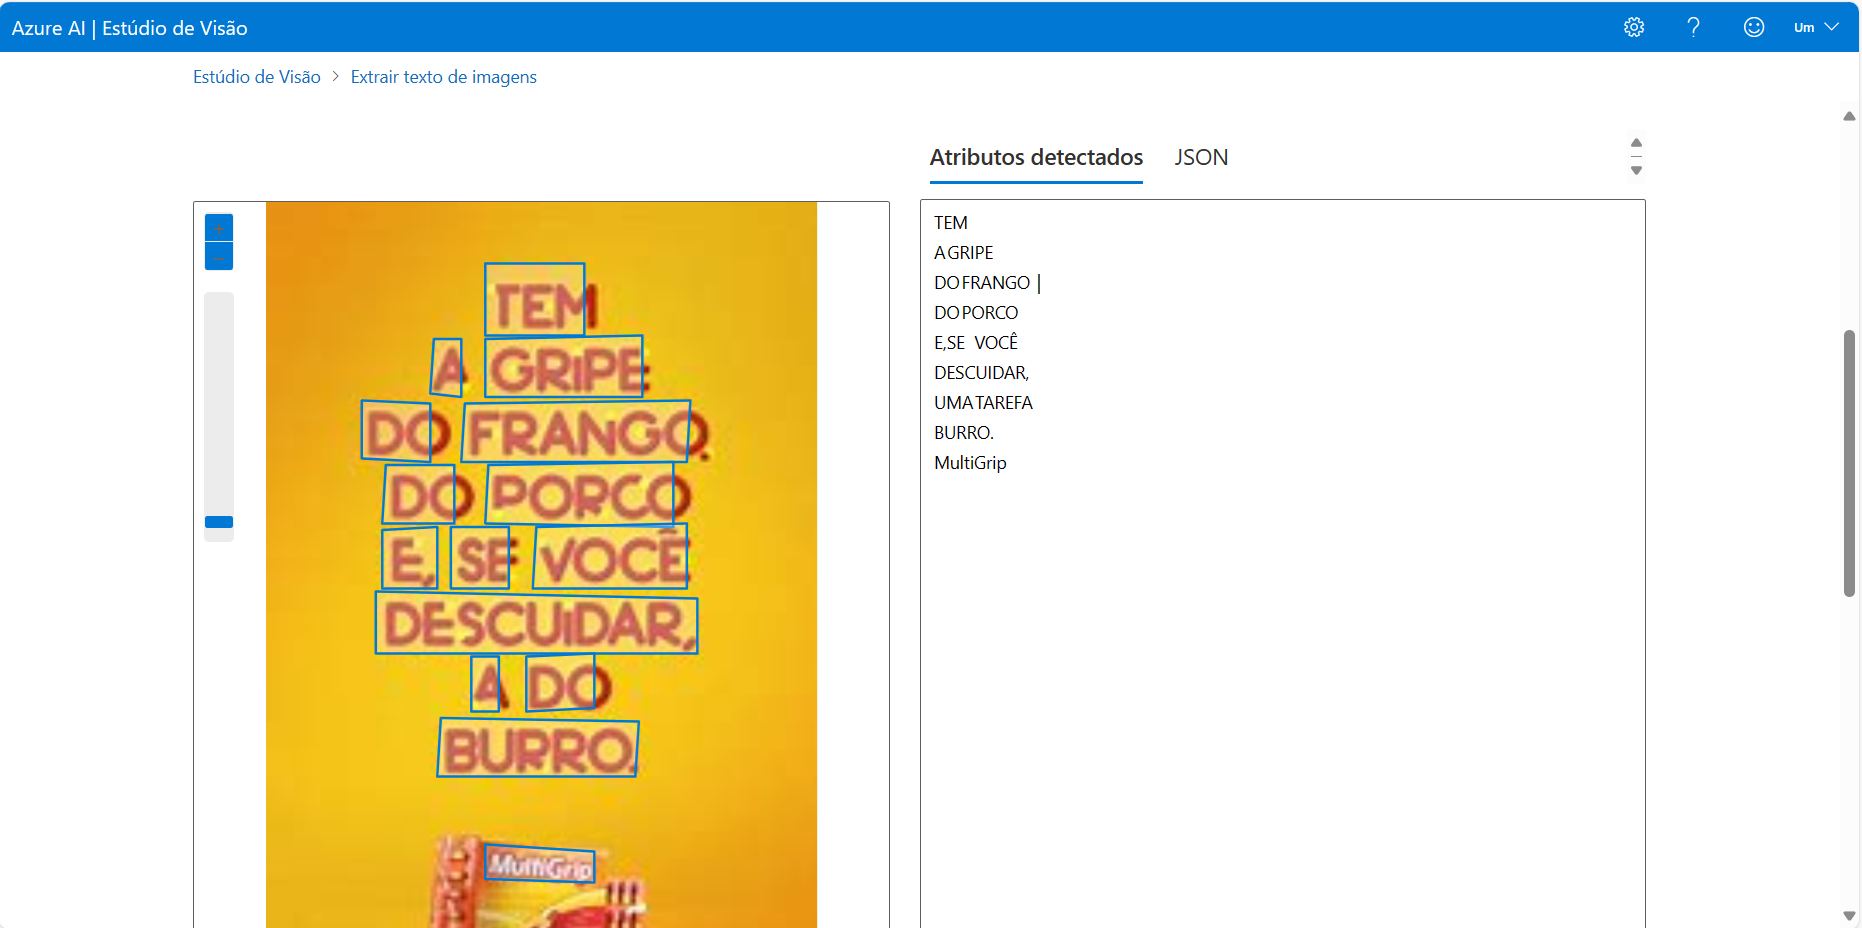 Azure AI | Estúdio de Visão
Um
Estúdio de Visão > Extrair texto de imagens
Atributos detectados JSON
TEM
A GRIPE
DO FRANGO.
DO PORCO
E, SE VOCÊ
DESCUIDAR,
A DO
BURRO.
MultiGrip
TEM
A GRIPE
DO FRANGO |
DO PORCO
E,SE VOCÊ
DESCUIDAR,
UMA TAREFA
BURRO.
MultiGrip